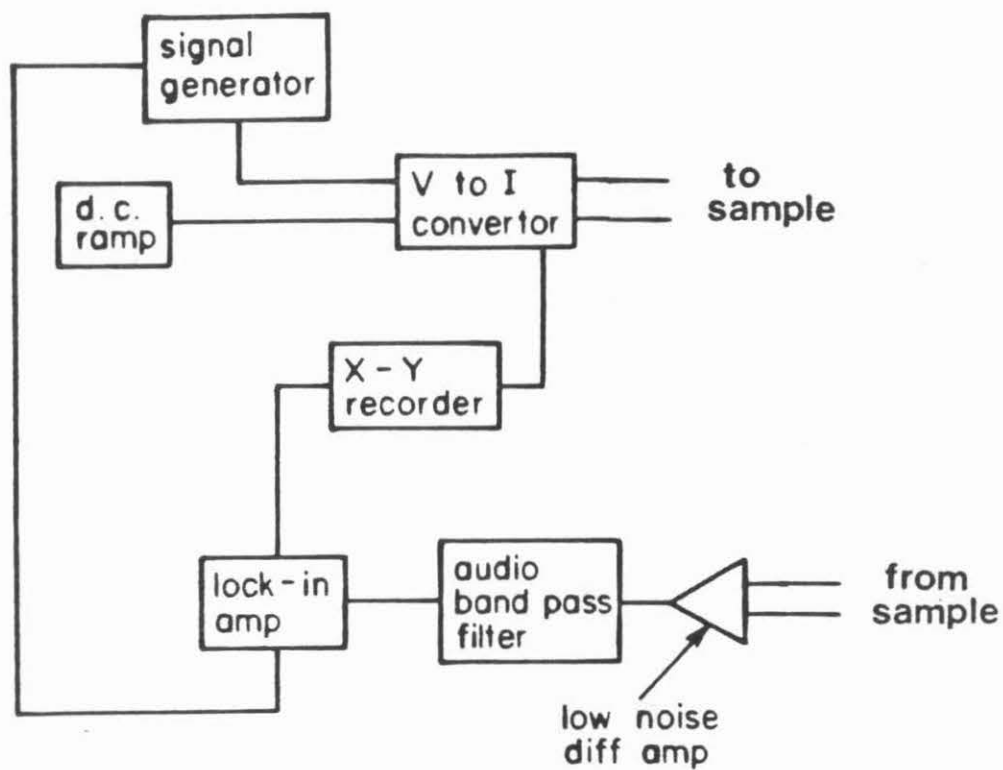 signal
generator
V to I
convertor
to
sample
d.c.
ramp
X-Y
recorder
lock-in
amp
audio
band pass
filter
from
sample
low noise
diff amp